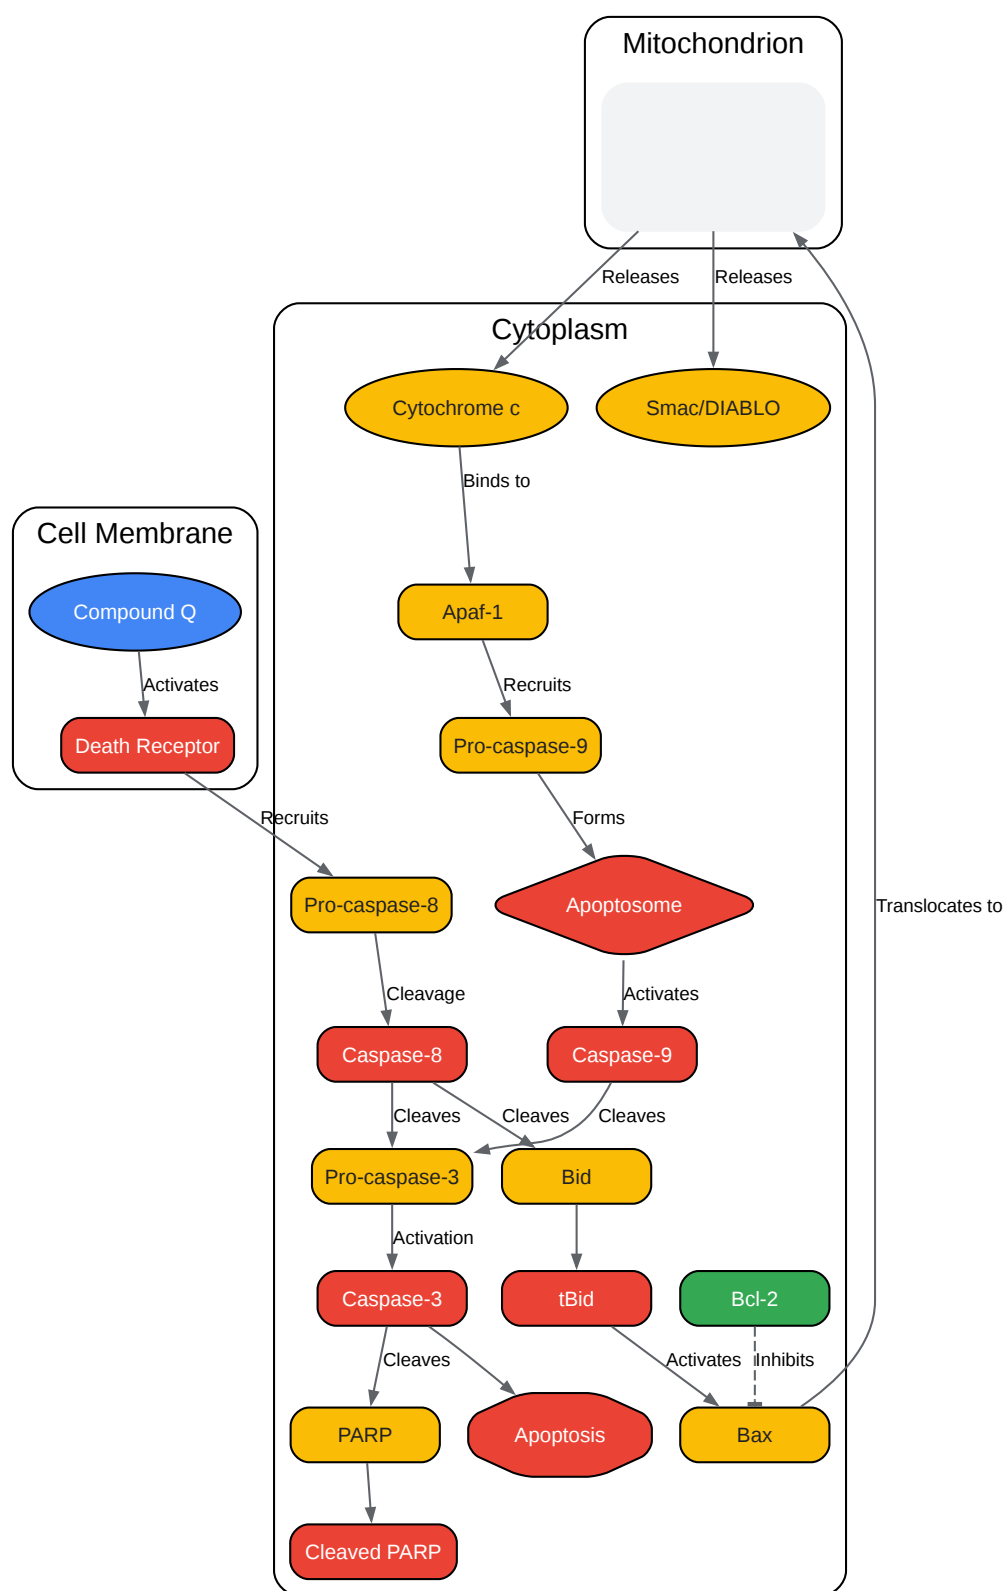 Mitochondrion
Releases
Releases
Cytoplasm
Cytochrome c
Smac/DIABLO
Binds to
Cell Membrane
Compound Q
Apaf-1
Activates
Recruits
Death Receptor
Pro-caspase-9
Recruits
Forms
Pro-caspase-8
Apoptosome
Translocates to
Cleavage
Activates
Caspase-8
Caspase-9
Cleaves
Cleaves
Cleaves
Pro-caspase-3
Bid
Activation
Caspase-3
tBid
Bcl-2
Cleaves
Activates
Inhibits
PARP
Apoptosis
Bax
Cleaved PARP